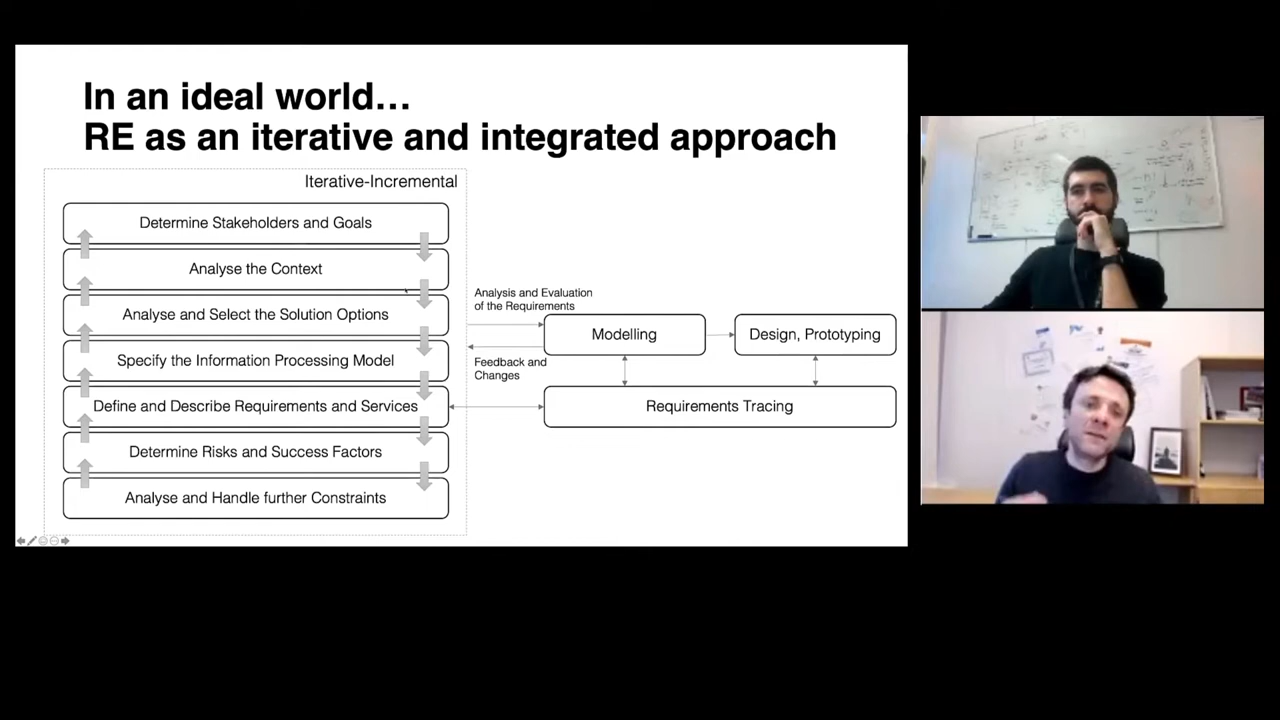 In an ideal world…
RE as an iterative and integrated approach
Iterative-Incremental
Determine Stakeholders and Goals
Analyse the Context
Analyse and Select the Solution Options
Specify the Information Processing Model
Define and Describe Requirements and Services
Determine Risks and Success Factors
Analyse and Handle further Constraints
Analysis and Evaluation
of the Requirements
Feedback and
Changes
Modelling
Design, Prototyping
Requirements Tracing